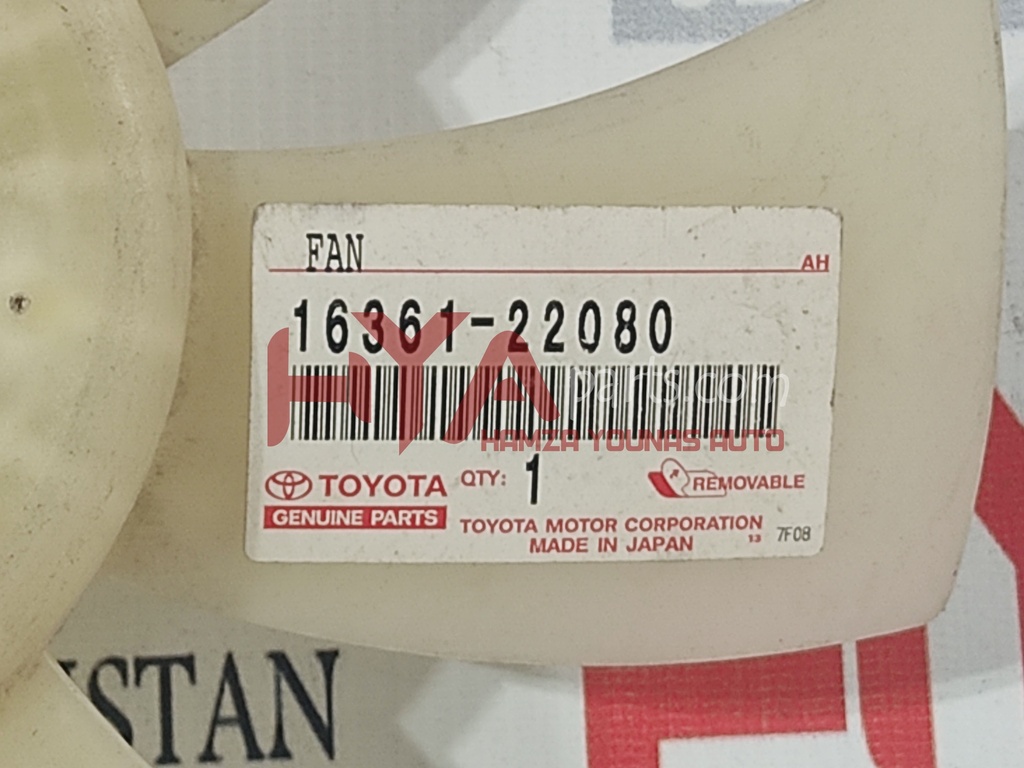 FAN
AH
16361-22080
HYA parts.com
HAMZA YOUNAS AUTO
TOYOTA QTY: 1 REMOVABLE
GENUINE PARTS
TOYOTA MOTOR CORPORATION
MADE IN JAPAN 13 7F08